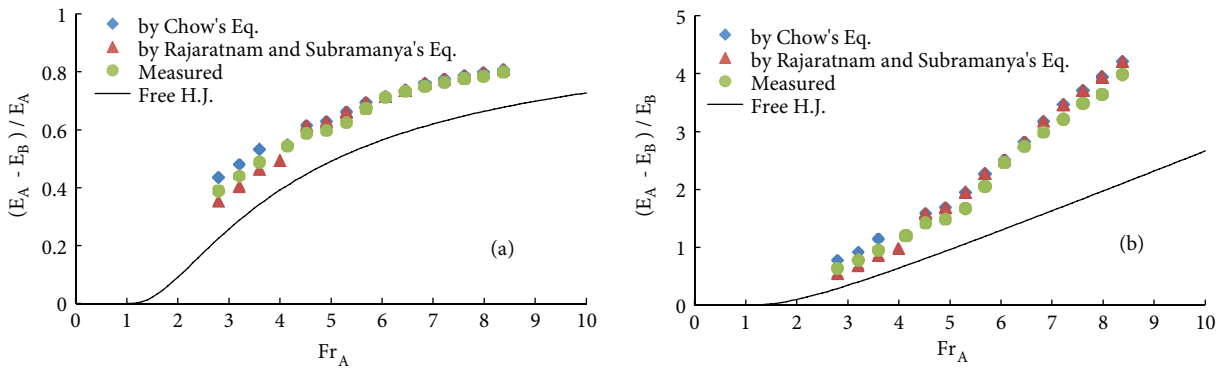 by Chow's Eq.
by Rajaratnam and Subramanya's Eq.
Measured
Free H.J.
(E_A - E_B) / E_A
1
0.8
0.6
0.4
0.2
0
0 1 2 3 4 5 6 7 8 9 10
Fr_A
(a)
by Chow's Eq.
by Rajaratnam and Subramanya's Eq.
Measured
Free H.J.
(E_A - E_B) / E_B
5
4
3
2
1
0
0 1 2 3 4 5 6 7 8 9 10
Fr_A
(b)